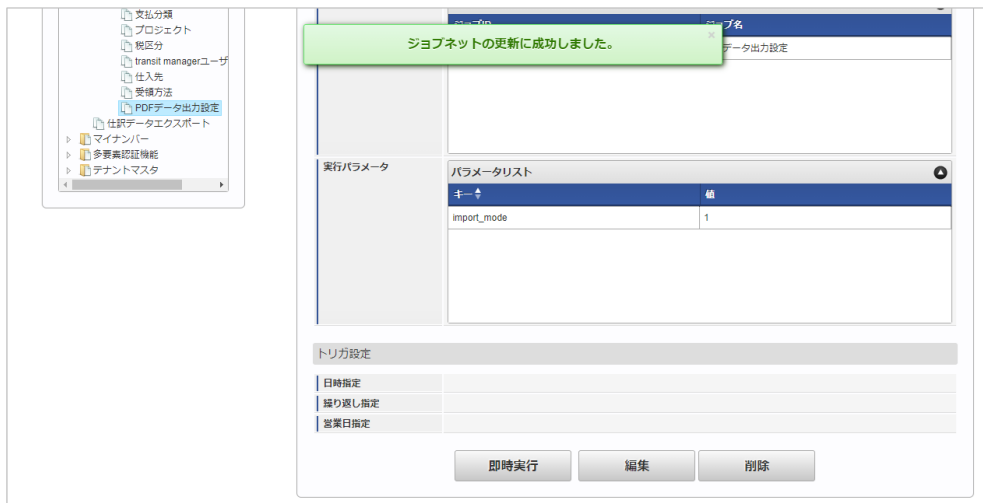 支払分類
プロジェクト
税区分
transit managerユーザ
仕入先
受領方法
PDFデータ出力設定
仕訳データエクスポート
マイナンバー
多要素認証機能
テナントマスタ
ジョブネットの更新に成功しました。
×
ジョブ名
データ出力設定
実行パラメータ
パラメータリスト
キー
値
import_mode
1
トリガ設定
日時指定
繰り返し指定
営業日指定
即時実行
編集
削除